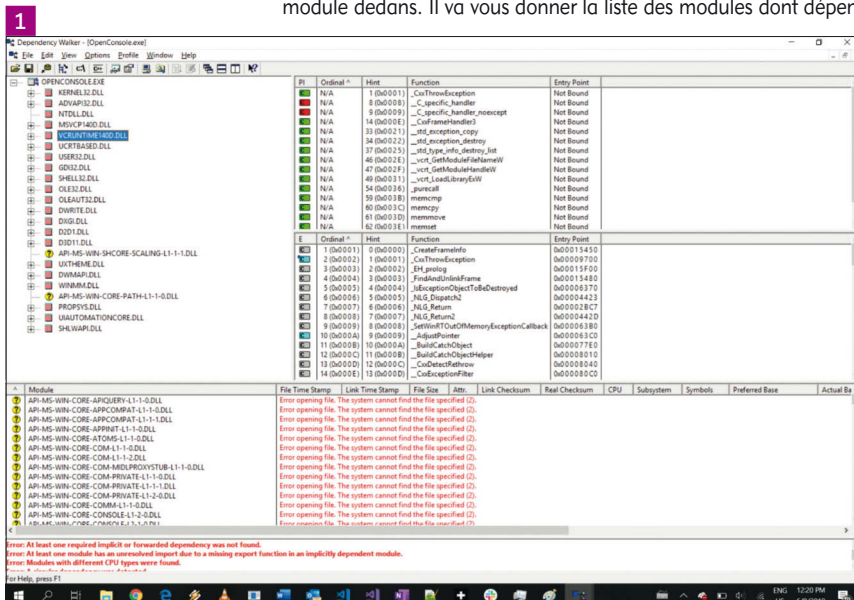 module dedans. Il va vous donner la liste des modules dont déper
1
Dependency Walker - [OpenConsole.exe]
File Edit View Options Profile Window Help
OPENCONSOLE.EXE
KERNEL32.DLL
ADVAPI32.DLL
NTDLL.DLL
MSVCP140D.DLL
VCRUNTIME140D.DLL
UCRTBASED.DLL
USER32.DLL
GDI32.DLL
SHELL32.DLL
OLE32.DLL
OLEAUT32.DLL
DWRITE.DLL
DXGI.DLL
D2D1.DLL
D3D11.DLL
API-MS-WIN-SHCORE-SCALING-L1-1-1.DLL
UXTHEME.DLL
DWMAPI.DLL
WINMM.DLL
API-MS-WIN-CORE-PATH-L1-1-0.DLL
PROPSYS.DLL
UIAUTOMATIONCORE.DLL
SHLWAPI.DLL
PI Ordinal ^ Hint Function Entry Point
N/A 1 (0x0001) _CxxThrowException Not Bound
N/A 8 (0x0008) __C_specific_handler Not Bound
N/A 9 (0x0009) __C_specific_handler_noexcept Not Bound
N/A 14 (0x000E) __CxxFrameHandler3 Not Bound
N/A 33 (0x0021) __std_exception_copy Not Bound
N/A 34 (0x0022) __std_exception_destroy Not Bound
N/A 37 (0x0025) __std_type_info_destroy_list Not Bound
N/A 46 (0x002E) __vcrt_GetModuleFileNameW Not Bound
N/A 47 (0x002F) __vcrt_GetModuleHandleW Not Bound
N/A 49 (0x0031) __vcrt_LoadLibraryExW Not Bound
N/A 54 (0x0036) _purecall Not Bound
N/A 59 (0x003B) memcmp Not Bound
N/A 60 (0x003C) memcpy Not Bound
N/A 61 (0x003D) memmove Not Bound
N/A 62 (0x003E) memset Not Bound
E Ordinal ^ Hint Function Entry Point
1 (0x0001) 0 (0x0000) _CreateFrameInfo 0x00015450
2 (0x0002) 1 (0x0001) _CxxThrowException 0x00009700
3 (0x0003) 2 (0x0002) _EH_prolog 0x00015F00
4 (0x0004) 3 (0x0003) _FindAndUnlinkFrame 0x00015480
5 (0x0005) 4 (0x0004) _IsExceptionObjectToBeDestroyed 0x00006370
6 (0x0006) 5 (0x0005) _NLG_Dispatch2 0x00004423
7 (0x0007) 6 (0x0006) _NLG_Return 0x00002BC7
8 (0x0008) 7 (0x0007) _NLG_Return2 0x0000442D
9 (0x0009) 8 (0x0008) _SetWinRTOutOfMemoryExceptionCallback 0x000063B0
10 (0x000A) 9 (0x0009) __AdjustPointer 0x000063C0
11 (0x000B) 10 (0x000A) __BuildCatchObject 0x000077E0
12 (0x000C) 11 (0x000B) __BuildCatchObjectHelper 0x00008010
13 (0x000D) 12 (0x000C) __CxxDetectRethrow 0x00008040
14 (0x000E) 13 (0x000D) __CxxExceptionFilter 0x000080C0
^ Module File Time Stamp Link Time Stamp File Size Attr. Link Checksum Real Checksum CPU Subsystem Symbols Preferred Base Actual Ba
API-MS-WIN-CORE-APIQUERY-L1-1-0.DLL Error opening file. The system cannot find the file specified (2).
API-MS-WIN-CORE-APPCOMPAT-L1-1-0.DLL Error opening file. The system cannot find the file specified (2).
API-MS-WIN-CORE-APPCOMPAT-L1-1-1.DLL Error opening file. The system cannot find the file specified (2).
API-MS-WIN-CORE-APPINIT-L1-1-0.DLL Error opening file. The system cannot find the file specified (2).
API-MS-WIN-CORE-ATOMS-L1-1-0.DLL Error opening file. The system cannot find the file specified (2).
API-MS-WIN-CORE-COM-L1-1-0.DLL Error opening file. The system cannot find the file specified (2).
API-MS-WIN-CORE-COM-L1-1-2.DLL Error opening file. The system cannot find the file specified (2).
API-MS-WIN-CORE-COM-MIDLPROXYSTUB-L1-1-0.DLL Error opening file. The system cannot find the file specified (2).
API-MS-WIN-CORE-COM-PRIVATE-L1-1-0.DLL Error opening file. The system cannot find the file specified (2).
API-MS-WIN-CORE-COM-PRIVATE-L1-1-1.DLL Error opening file. The system cannot find the file specified (2).
API-MS-WIN-CORE-COM-PRIVATE-L1-2-0.DLL Error opening file. The system cannot find the file specified (2).
API-MS-WIN-CORE-COMM-L1-1-0.DLL Error opening file. The system cannot find the file specified (2).
API-MS-WIN-CORE-CONSOLE-L1-2-0.DLL Error opening file. The system cannot find the file specified (2).
API-MS-WIN-CORE-CONSOLE-L2-1-0.DLL Error opening file. The system cannot find the file specified (2).
Error: At least one required implicit or forwarded dependency was not found.
Error: At least one module has an unresolved import due to a missing export function in an implicitly dependent module.
Error: Modules with different CPU types were found.
For Help, press F1
ENG 12:20 PM